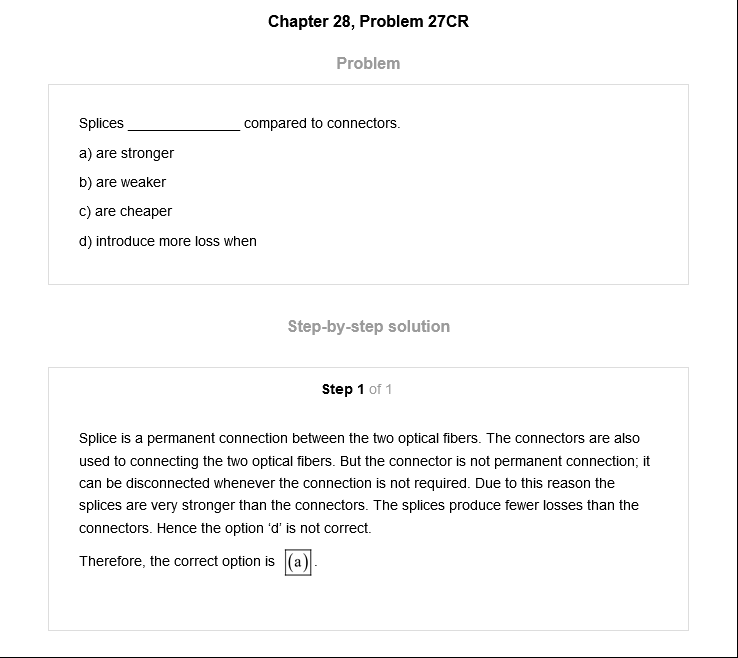 Chapter 28, Problem 27CR
Problem
Splices ______________ compared to connectors.
a) are stronger
b) are weaker
c) are cheaper
d) introduce more loss when
Step-by-step solution
Step 1 of 1
Splice is a permanent connection between the two optical fibers. The connectors are also
used to connecting the two optical fibers. But the connector is not permanent connection; it
can be disconnected whenever the connection is not required. Due to this reason the
splices are very stronger than the connectors. The splices produce fewer losses than the
connectors. Hence the option ‘d’ is not correct.
Therefore, the correct option is (a).